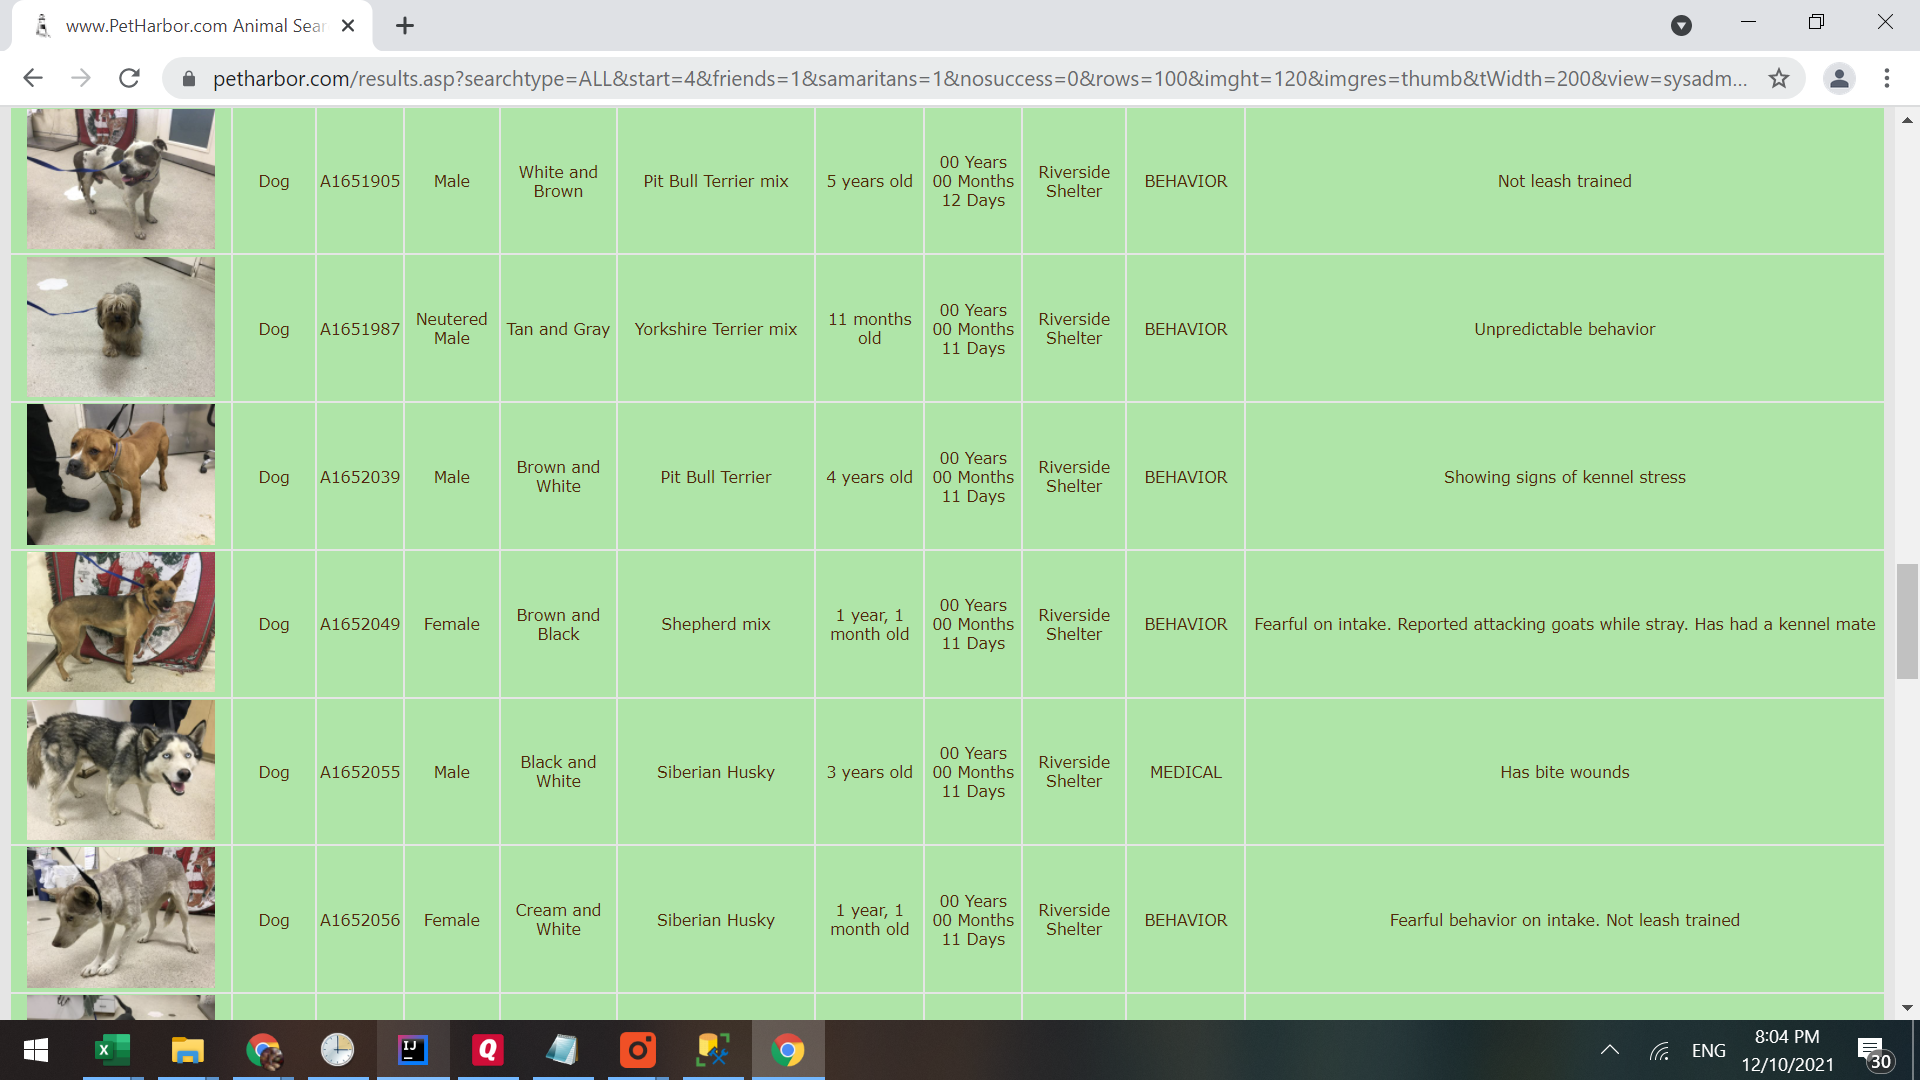 www.PetHarbor.com Animal Sear
petharbor.com/results.asp?searchtype=ALL&start=4&friends=1&samaritans=1&nosuccess=0&rows=100&imght=120&imgres=thumb&tWidth=200&view=sysadm...
Dog
A1651905
Male
White and
Brown
Pit Bull Terrier mix
5 years old
00 Years
00 Months
12 Days
Riverside
Shelter
BEHAVIOR
Not leash trained
Dog
A1651987
Neutered
Male
Tan and Gray
Yorkshire Terrier mix
11 months
old
00 Years
00 Months
11 Days
Riverside
Shelter
BEHAVIOR
Unpredictable behavior
Dog
A1652039
Male
Brown and
White
Pit Bull Terrier
4 years old
00 Years
00 Months
11 Days
Riverside
Shelter
BEHAVIOR
Showing signs of kennel stress
Dog
A1652049
Female
Brown and
Black
Shepherd mix
1 year, 1
month old
00 Years
00 Months
11 Days
Riverside
Shelter
BEHAVIOR
Fearful on intake. Reported attacking goats while stray. Has had a kennel mate
Dog
A1652055
Male
Black and
White
Siberian Husky
3 years old
00 Years
00 Months
11 Days
Riverside
Shelter
MEDICAL
Has bite wounds
Dog
A1652056
Female
Cream and
White
Siberian Husky
1 year, 1
month old
00 Years
00 Months
11 Days
Riverside
Shelter
BEHAVIOR
Fearful behavior on intake. Not leash trained
X
IJ
Q
ENG
8:04 PM
12/10/2021
30